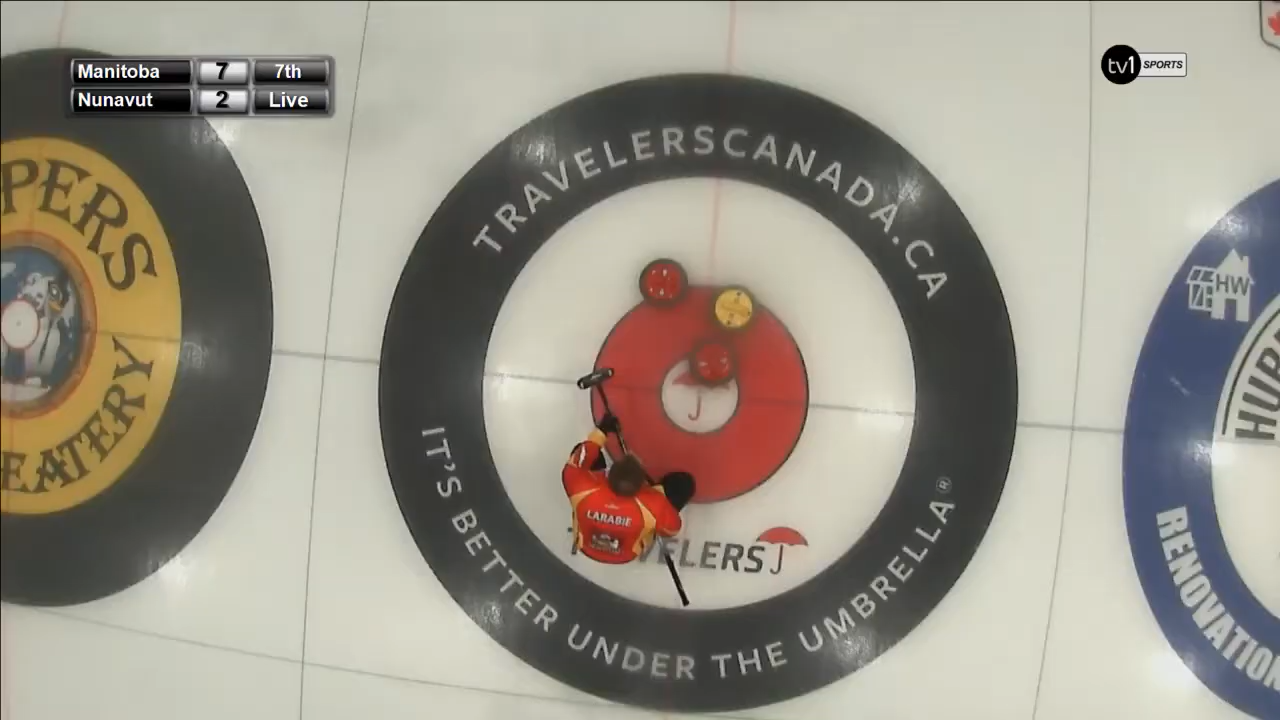 Manitoba 7 7th
Nunavut 2 Live
tv1 SPORTS
TRAVELERSCANADA.CA
PERS
EATERY
HW
RENOVATION
LARABIE
IT'S BETTER UNDER THE UMBRELLA®